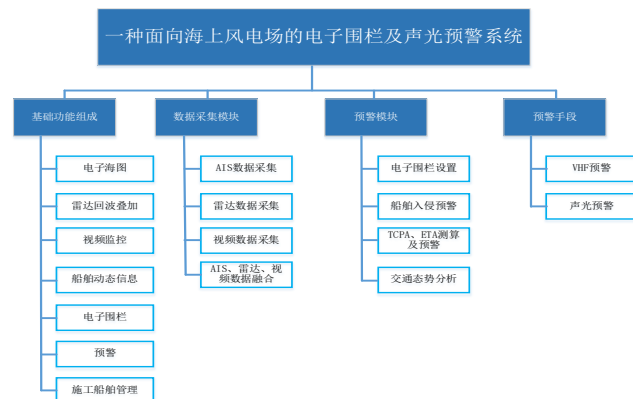 一种面向海上风电场的电子围栏及声光预警系统
基础功能组成
数据采集模块
预警模块
预警手段
电子海图
雷达回波叠加
视频监控
船舶动态信息
电子围栏
预警
施工船舶管理
AIS数据采集
雷达数据采集
视频数据采集
AIS、雷达、视
频数据融合
电子围栏设置
船舶入侵预警
TCPA、ETA测算
及预警
交通态势分析
VHF预警
声光预警